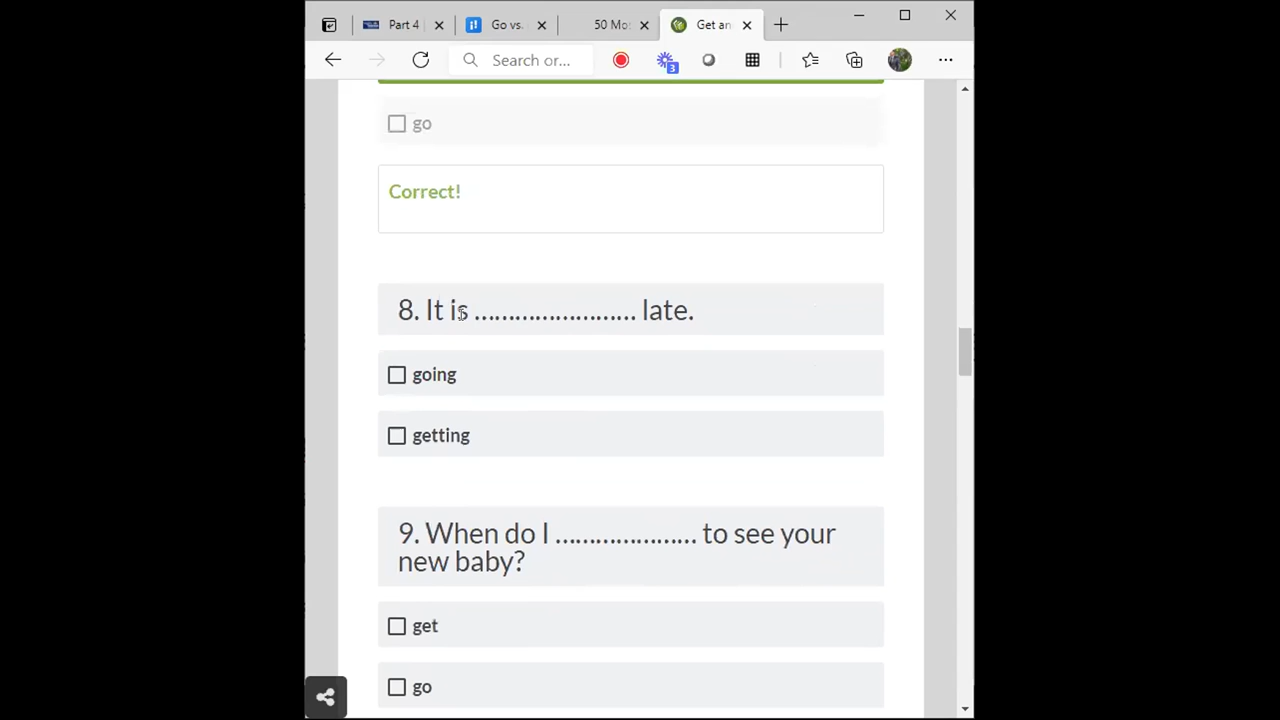 Part 4
Go vs.
50 Mo
Get an
Search or...
3
go
Correct!
8. It is ........................ late.
going
getting
9. When do I ..................... to see your
new baby?
get
go